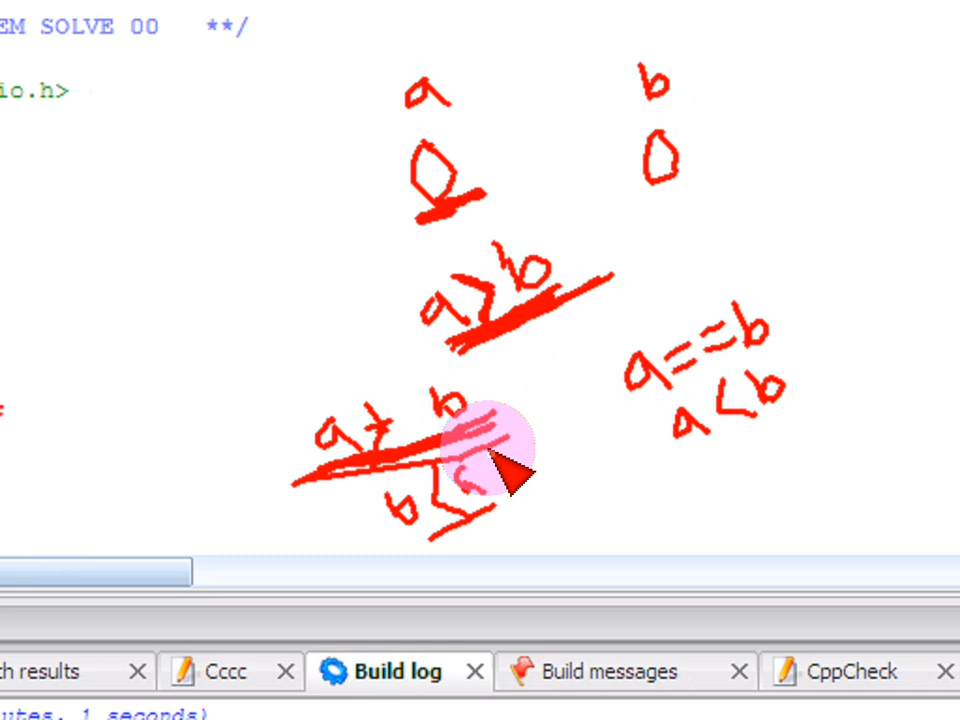 EM SOLVE 00 **/
io.h>
a b
0 0
a>b
a==b
a<b
a b
b
th results Cccc Build log Build messages CppCheck
utes, 1 seconds)